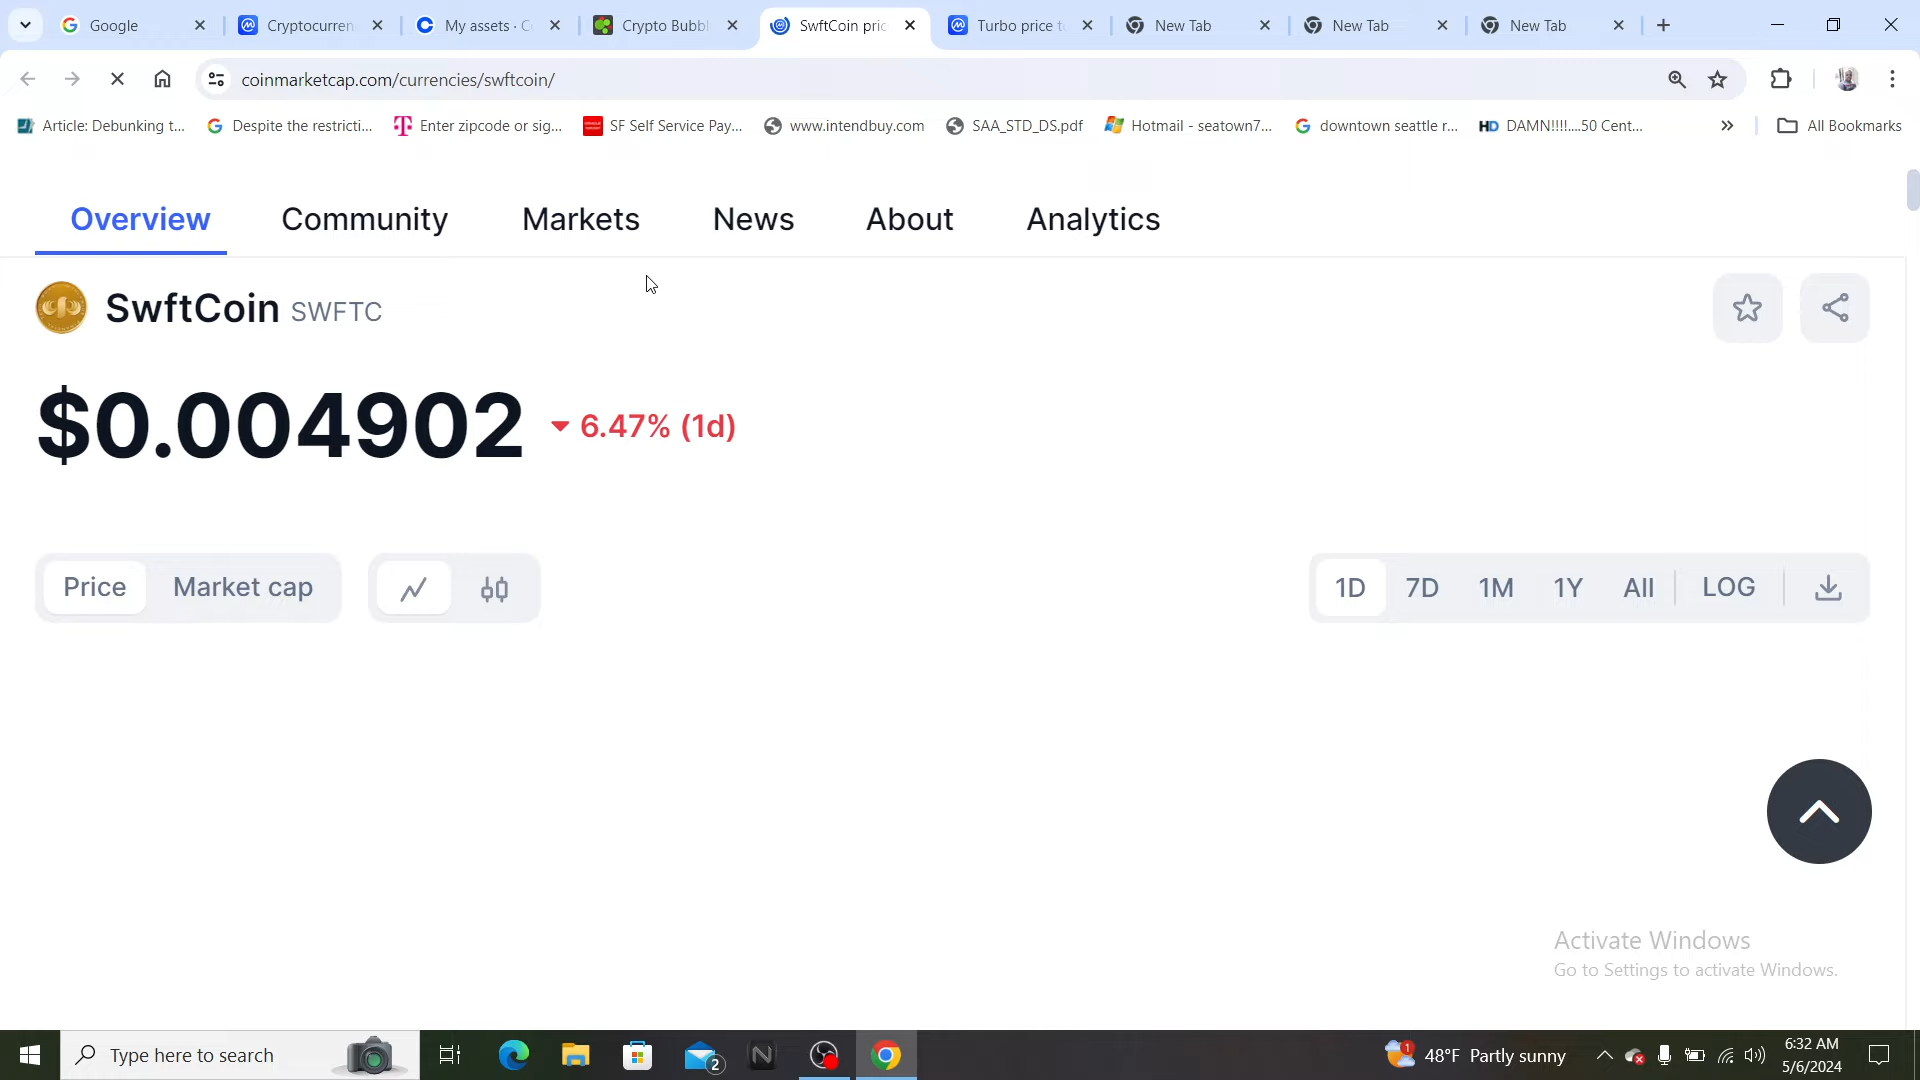 Google
Cryptocurren
My assets · C
Crypto Bubbl
SwftCoin pric
Turbo price to
New Tab
New Tab
New Tab
coinmarketcap.com/currencies/swftcoin/
Article: Debunking t...
Despite the restricti...
Enter zipcode or sig...
SF Self Service Pay...
www.intendbuy.com
SAA_STD_DS.pdf
Hotmail - seatown7...
downtown seattle r...
HD DAMN!!!!....50 Cent...
All Bookmarks
Overview Community Markets News About Analytics
SwftCoin SWFTC
$0.004902 6.47% (1d)
Price Market cap 1D 7D 1M 1Y All LOG
Activate Windows
Go to Settings to activate Windows.
Type here to search
2
N
1
48°F Partly sunny
6:32 AM
5/6/2024